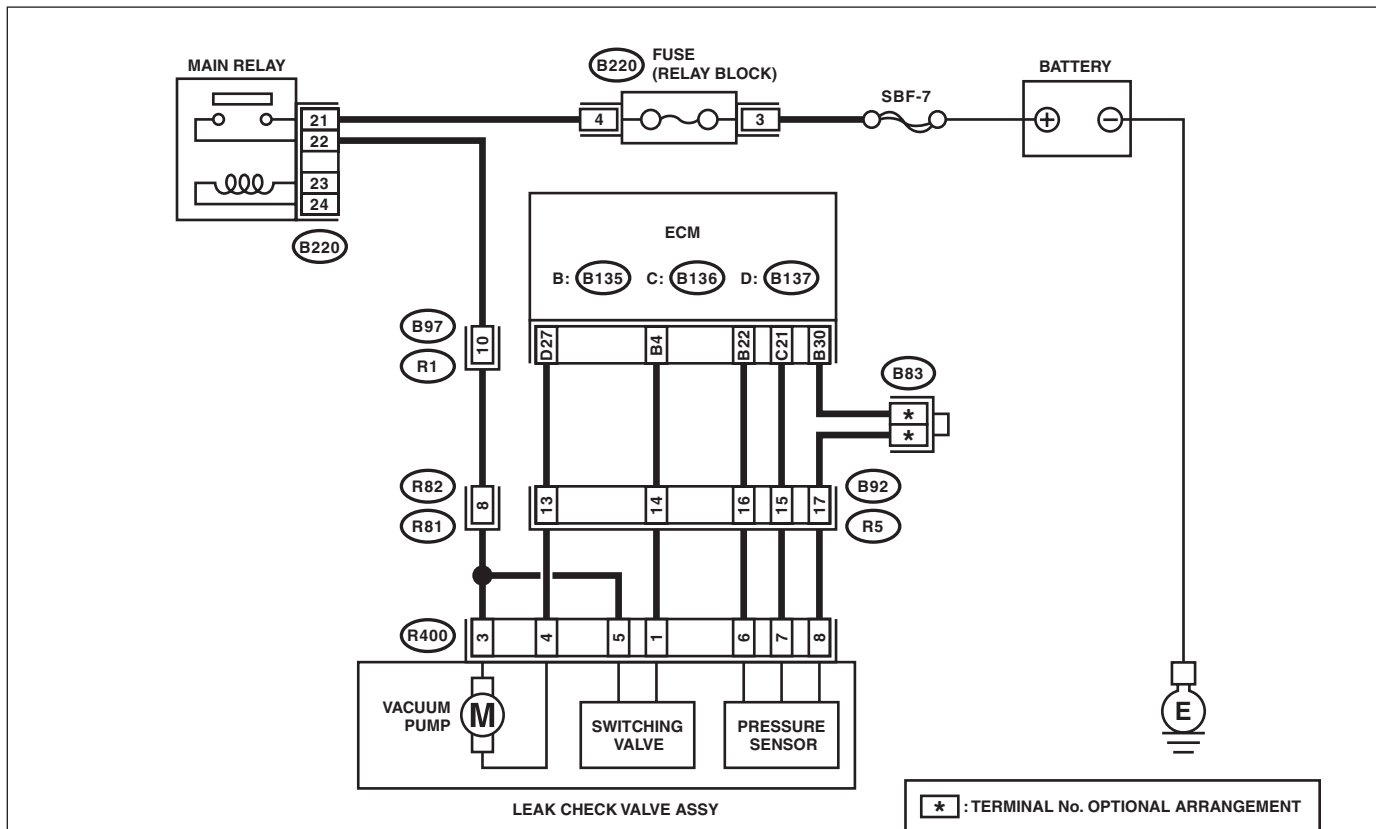 MAIN RELAY
B220
FUSE
(RELAY BLOCK)
BATTERY
SBF-7
21
22
23
24
4
3
+
−
B220
ECM
B: B135 C: B136 D: B137
B97
R1
10
D27
B4
B22
C21
B30
B83
*
*
R82
R81
8
13
14
16
15
17
B92
R5
R400
3
4
5
1
6
7
8
VACUUM
PUMP
M
SWITCHING
VALVE
PRESSURE
SENSOR
E
LEAK CHECK VALVE ASSY
* : TERMINAL No. OPTIONAL ARRANGEMENT